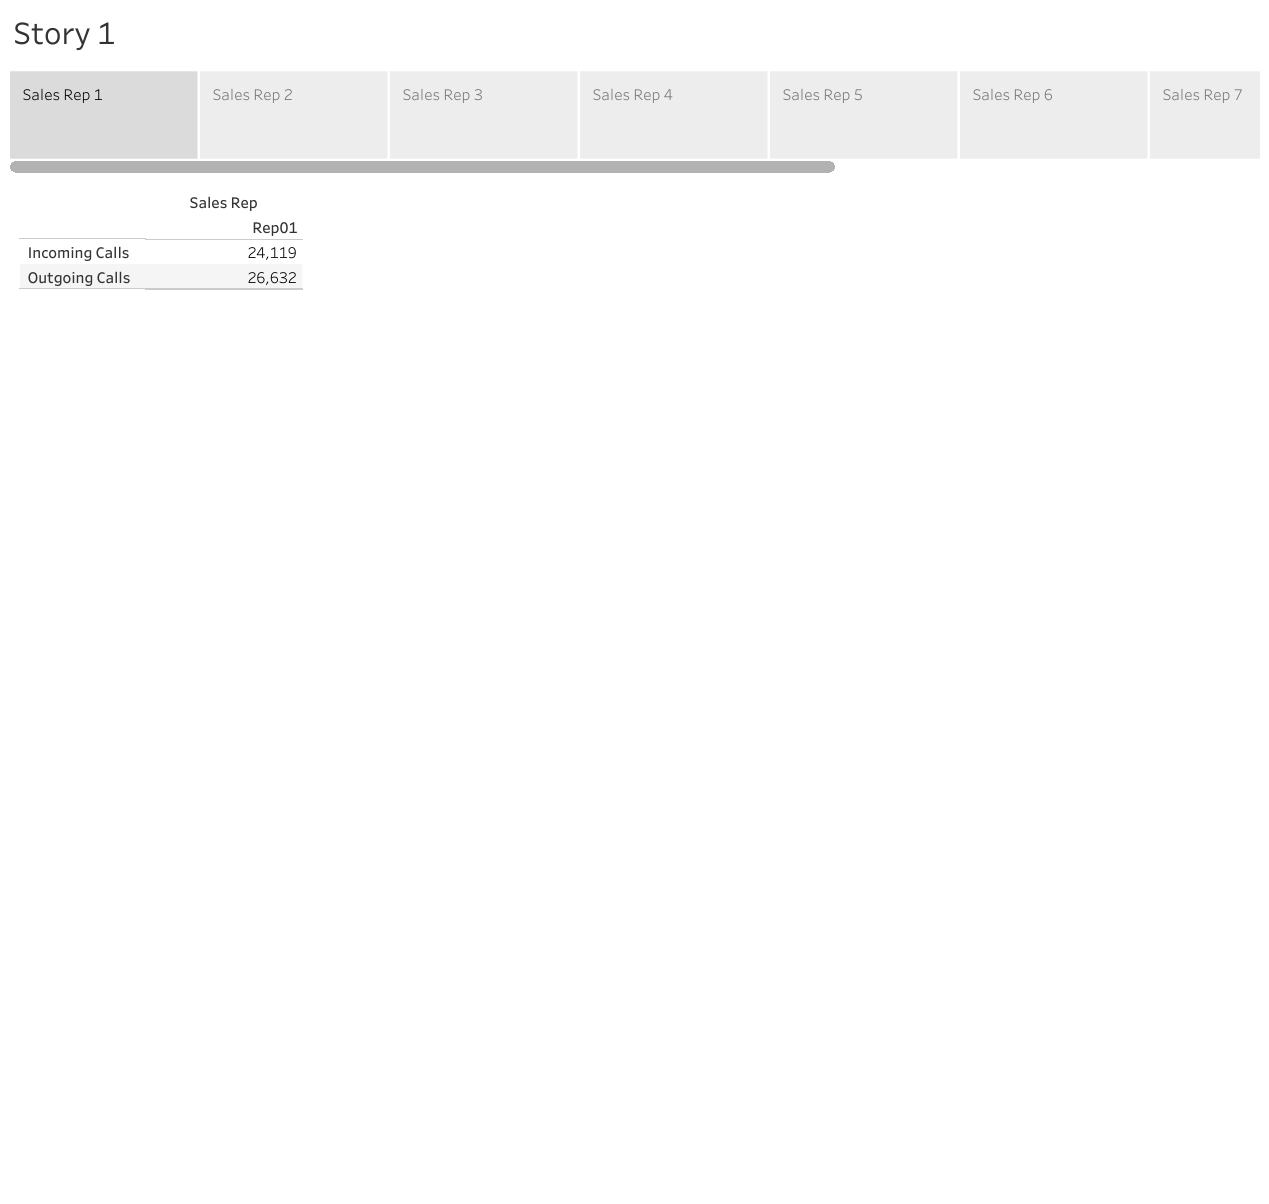 Story 1
Sales Rep 1 Sales Rep 2 Sales Rep 3 Sales Rep 4 Sales Rep 5 Sales Rep 6 Sales Rep 7
Sales Rep
Rep01
Incoming Calls 24,119
Outgoing Calls 26,632